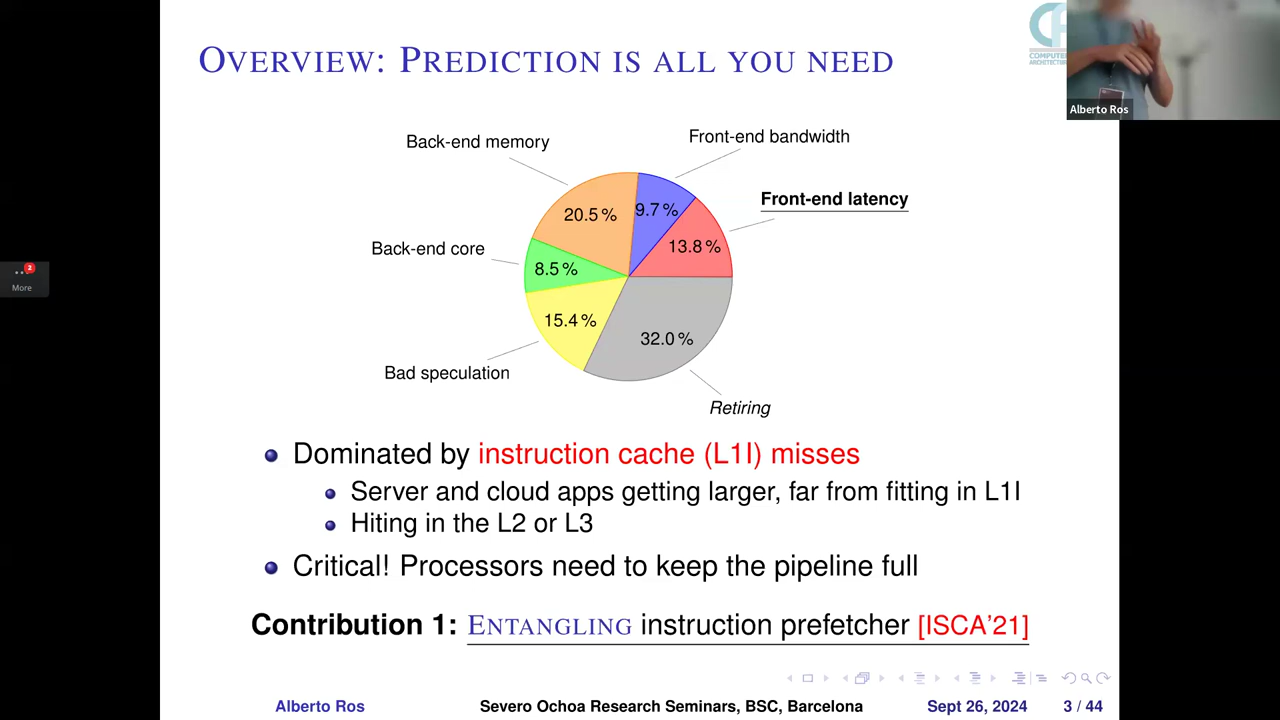 OVERVIEW: PREDICTION IS ALL YOU NEED
COMPUTE
ARCHITECTURE
Alberto Ros
Back-end memory
Front-end bandwidth
Front-end latency
20.5 %
9.7 %
13.8 %
Back-end core
8.5 %
15.4 %
32.0 %
Bad speculation
Retiring
2
More
Dominated by instruction cache (L1I) misses
Server and cloud apps getting larger, far from fitting in L1I
Hiting in the L2 or L3
Critical! Processors need to keep the pipeline full
Contribution 1: ENTANGLING instruction prefetcher [ISCA'21]
Alberto Ros Severo Ochoa Research Seminars, BSC, Barcelona Sept 26, 2024 3 / 44